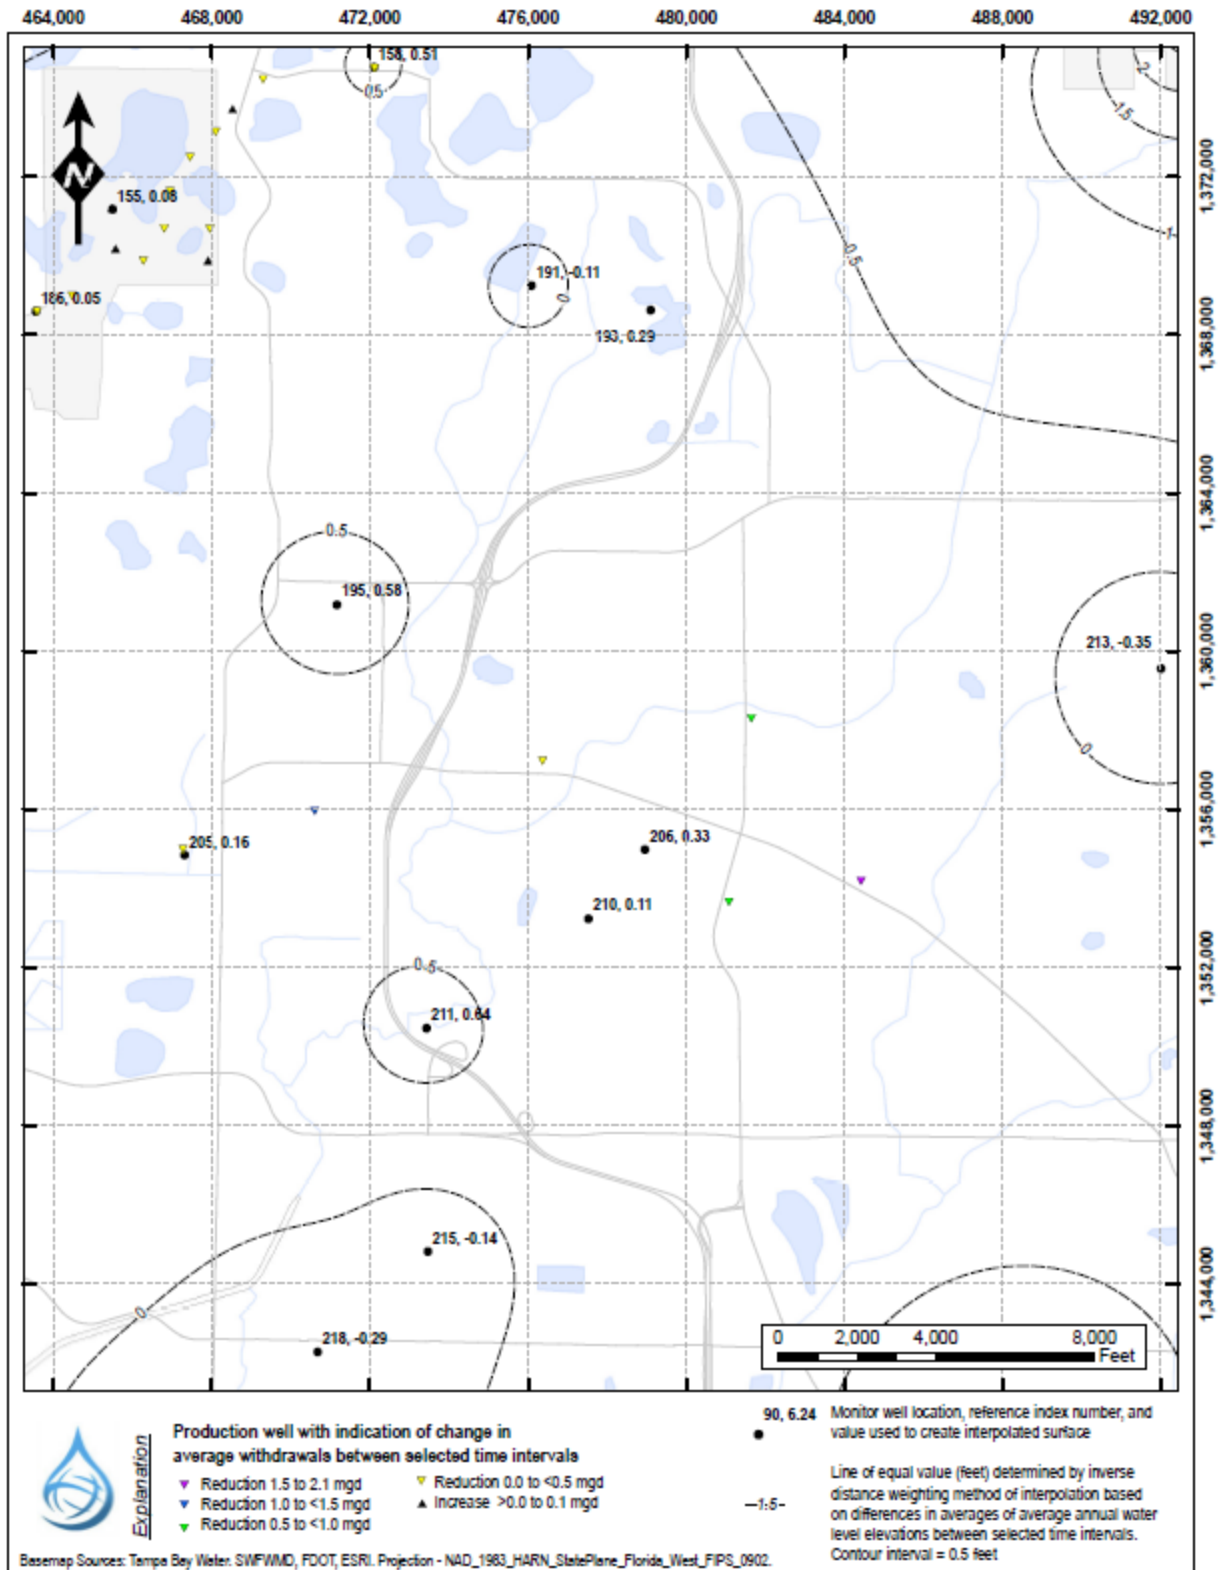 464,000 468,000 472,000 476,000 480,000 484,000 488,000 492,000
158, 0.51
0.5
2
1.5
1
1,372,000
N
155, 0.08
0.5
191, -0.11
0
186, 0.05
193, 0.29
1,368,000
1,364,000
0.5
195, 0.58
213, -0.35
1,360,000
0
1,356,000
205, 0.16
206, 0.33
210, 0.11
0.5
1,352,000
211, 0.64
1,348,000
215, -0.14
1,344,000
0
218, -0.29
0 2,000 4,000 8,000
Feet
Explanation
Production well with indication of change in
average withdrawals between selected time intervals
Reduction 1.5 to 2.1 mgd
Reduction 1.0 to <1.5 mgd
Reduction 0.5 to <1.0 mgd
Reduction 0.0 to <0.5 mgd
Increase >0.0 to 0.1 mgd
90, 6.24
Monitor well location, reference index number, and
value used to create interpolated surface
-1.5-
Line of equal value (feet) determined by inverse
distance weighting method of interpolation based
on differences in averages of average annual water
level elevations between selected time intervals.
Contour interval = 0.5 feet
Basemap Sources: Tampa Bay Water. SWFWMD, FDOT, ESRI. Projection - NAD_1983_HARN_StatePlane_Florida_West_FIPS_0902.